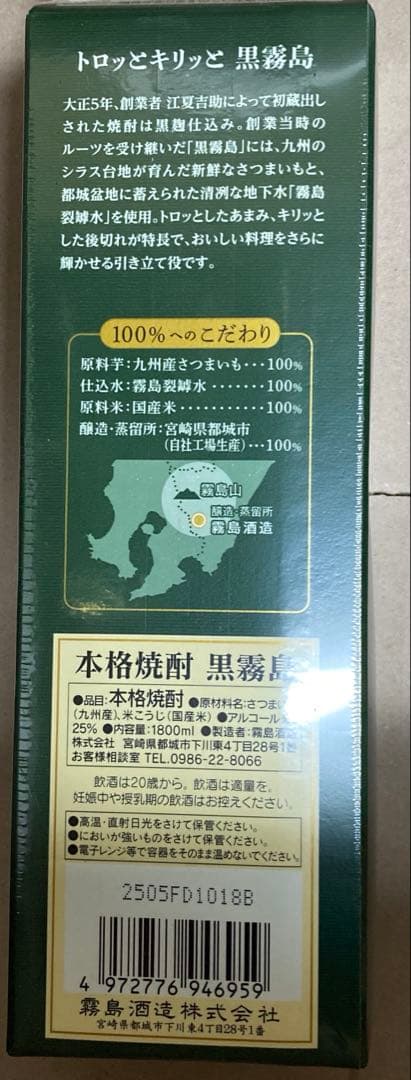 トロッとキリッと 黒霧島
大正5年、創業者 江夏吉助によって初蔵出し
された焼酎は黒麹仕込み。創業当時の
ルーツを受け継いだ「黒霧島」には、九州の
シラス台地が育んだ新鮮なさつまいもと、
都城盆地に蓄えられた清冽な地下水「霧島
裂罅水」を使用。トロッとしたあまみ、キリッと
した後切れが特長で、おいしい料理をさらに
輝かせる引き立て役です。
100%へのこだわり
原料芋:九州産さつまいも…100%
仕込水:霧島裂罅水……100%
原料米:国産米…………100%
醸造・蒸留所:宮崎県都城市
(自社工場生産)…100%
霧島山
醸造・蒸留所
霧島酒造
本格焼酎 黒霧島
●品目:本格焼酎 ●原材料名:さつまい
(九州産)、米こうじ(国産米) ●アルコール
25% ●内容量:1800ml ●製造者:霧島酒造
株式会社 宮崎県都城市下川東4丁目28号1番
お客様相談室 TEL.0986-22-8066
飲酒は20歳から。飲酒は適量を。
妊娠中や授乳期の飲酒はお控えください。
●高温・直射日光をさけて保管ください。
●においが強いものをさけて保管ください。
●電子レンジ等で容器をそのまま温めないでください。
2505FD1018B
4 972776 946959
霧島酒造株式会社
宮崎県都城市下川東4丁目28号1番